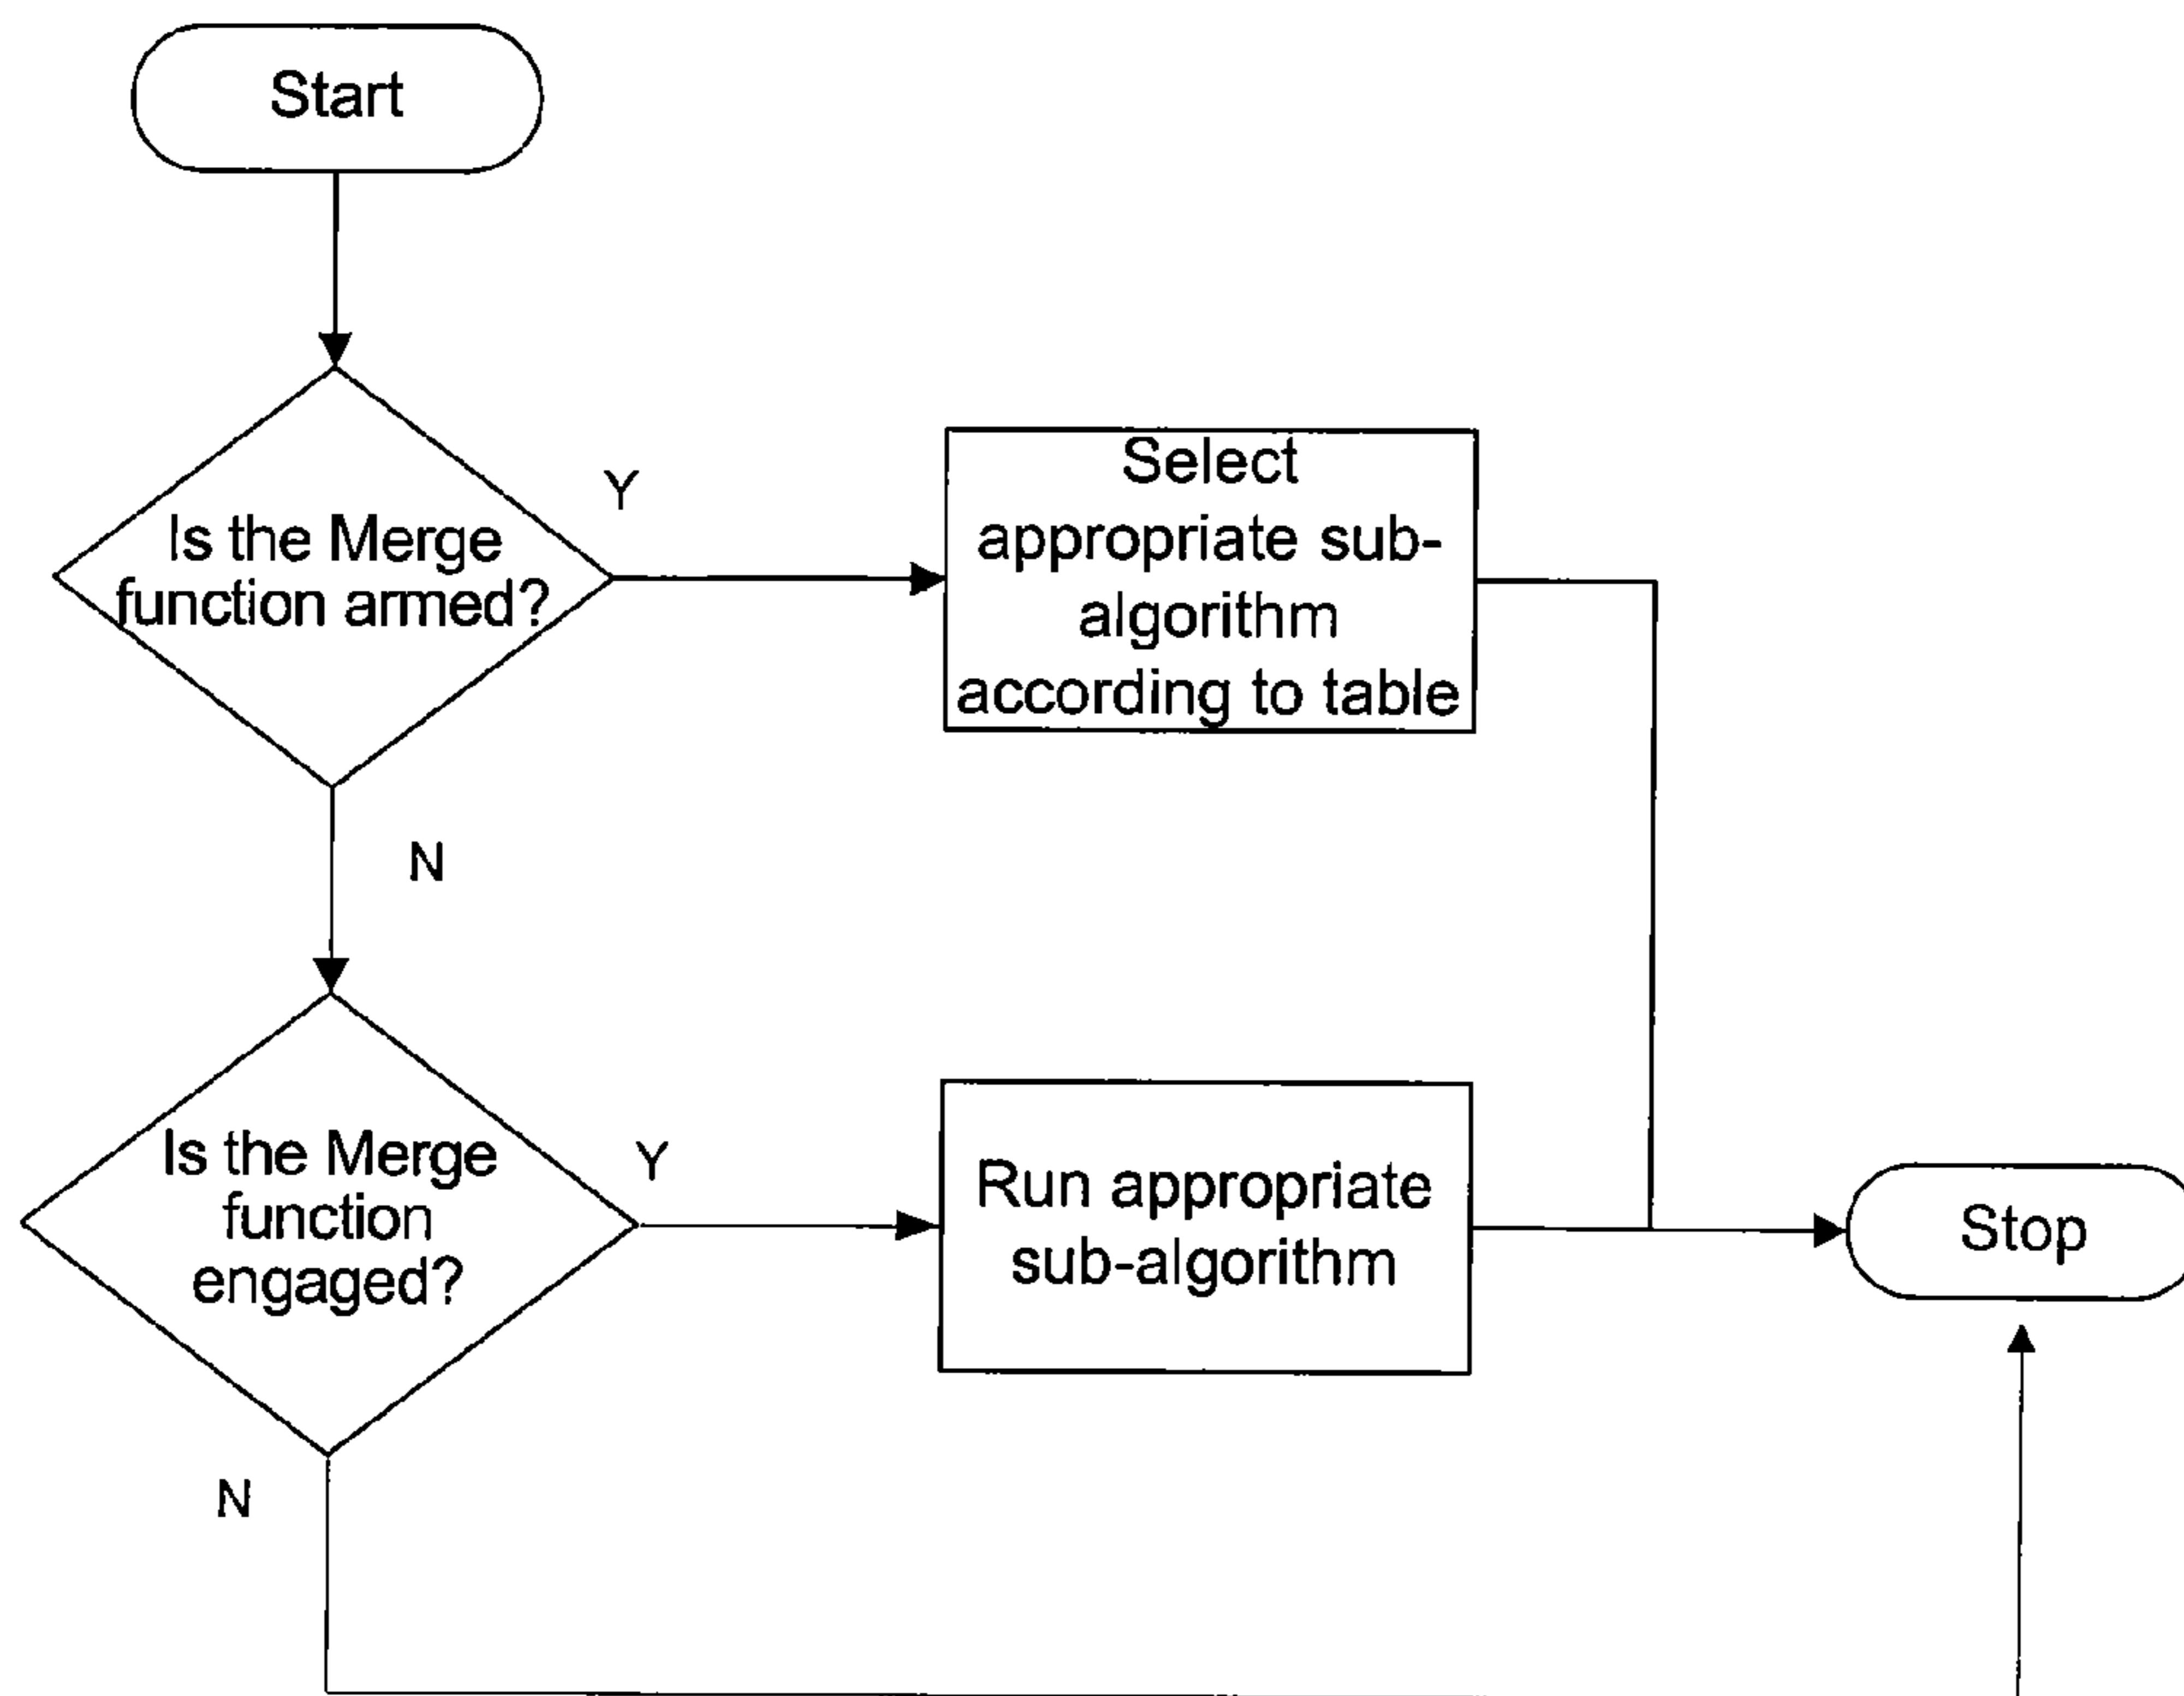 Start
Is the Merge
function armed?
Y
Select
appropriate sub-
algorithm
according to table
N
Is the Merge
function
engaged?
Y
Run appropriate
sub-algorithm
Stop
N